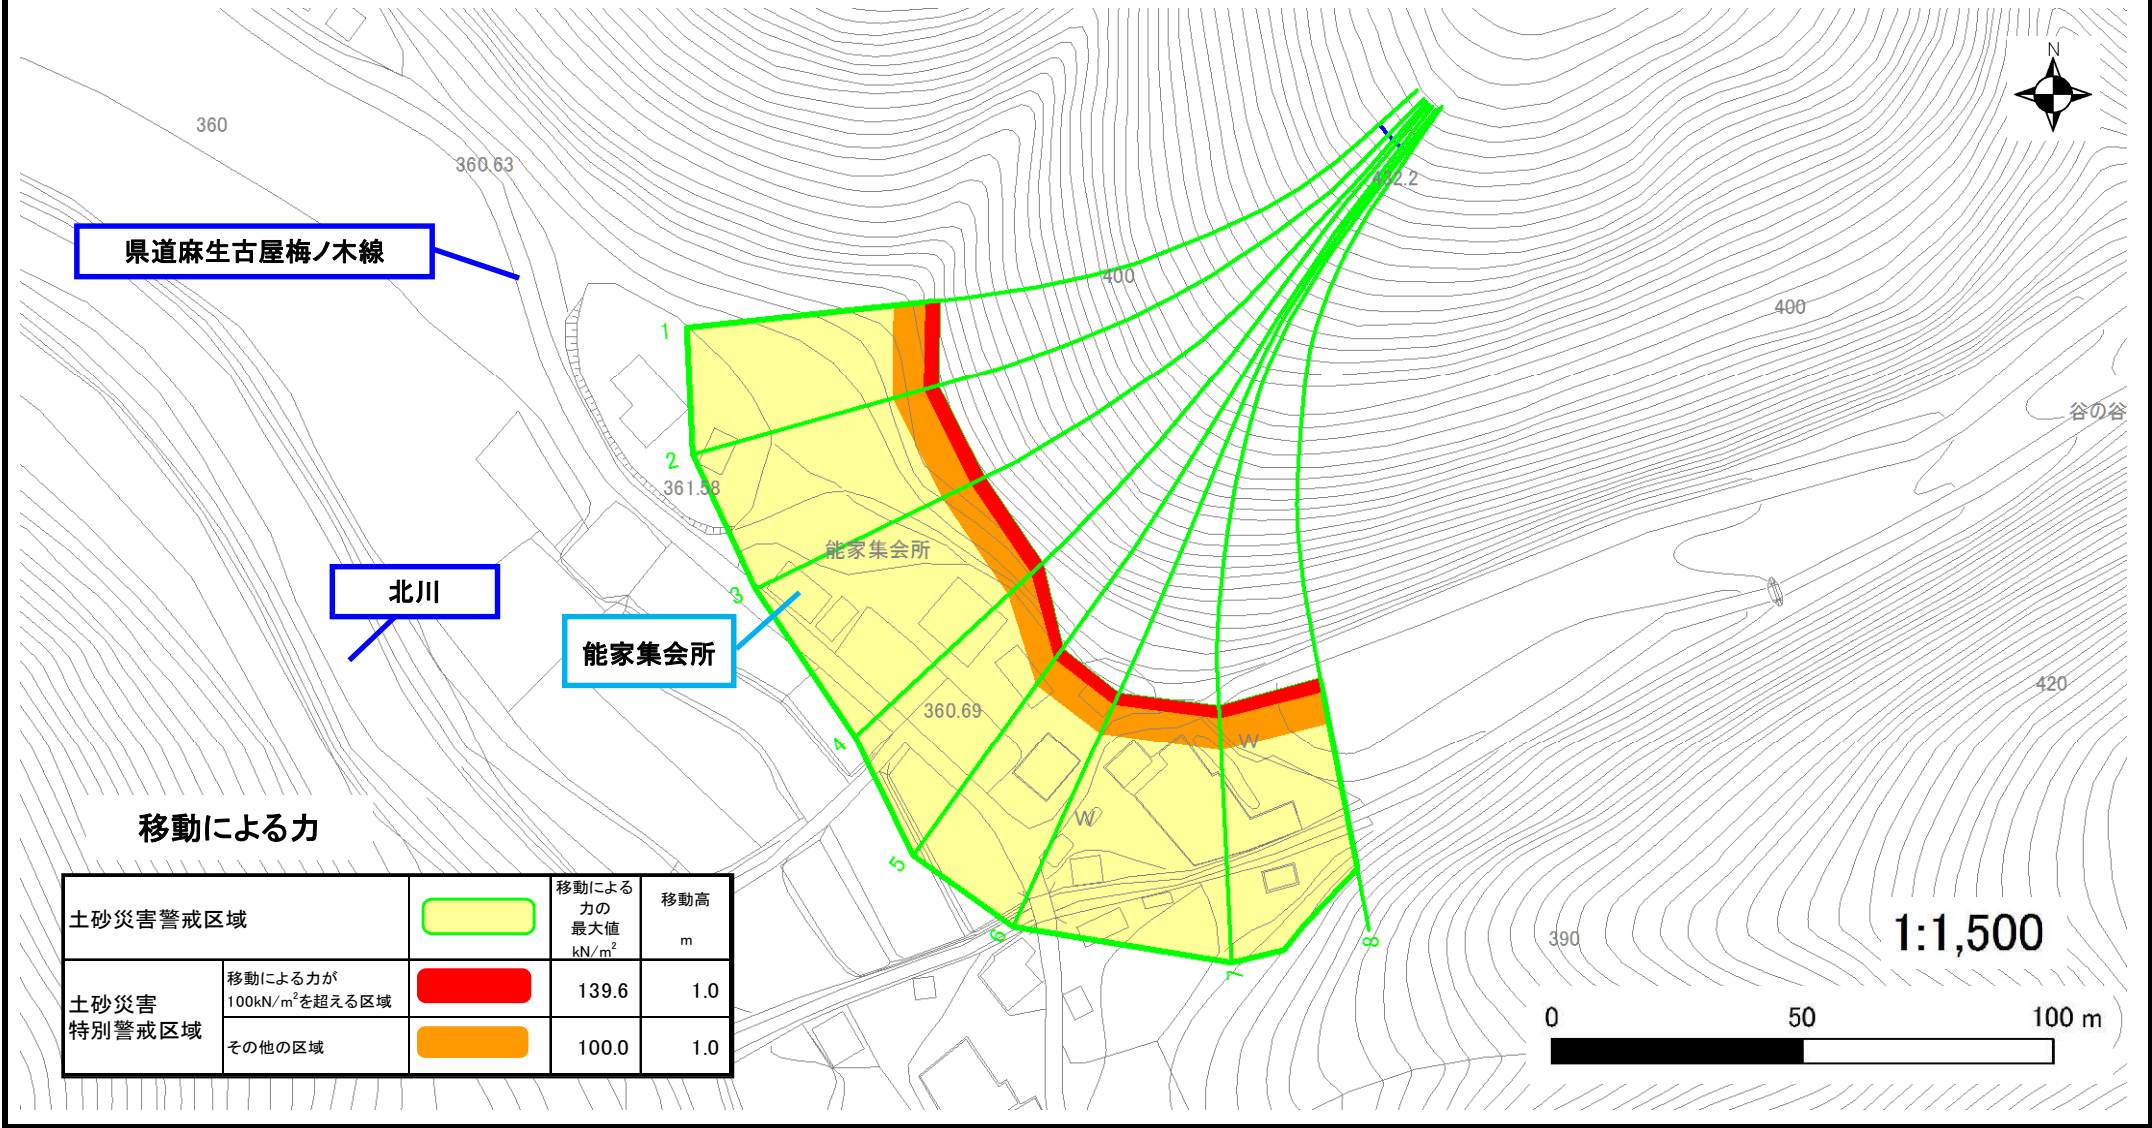 N
360
360.63
432.2
県道麻生古屋梅ノ木線
400
400
谷の谷
1
2
361.58
能家集会所
3
北川
能家集会所
360.69
420
4
W
W
5
6
7
8
390
移動による力
土砂災害警戒区域
移動による
力の
最大値
kN/m²
移動高
m
土砂災害
特別警戒区域
移動による力が
100kN/m²を超える区域
139.6
1.0
その他の区域
100.0
1.0
1:1,500
0 50 100 m